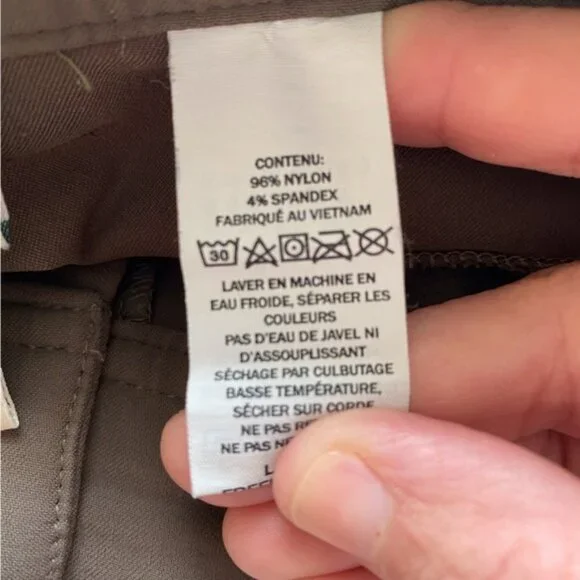 CONTENU:
96% NYLON
4% SPANDEX
FABRIQUÉ AU VIETNAM
30
LAVER EN MACHINE EN
EAU FROIDE, SÉPARER LES
COULEURS
PAS D'EAU DE JAVEL NI
D'ASSOUPLISSANT
SÉCHAGE PAR CULBUTAGE
BASSE TEMPÉRATURE,
SÉCHER SUR CORDE
NE PAS
NE PAS